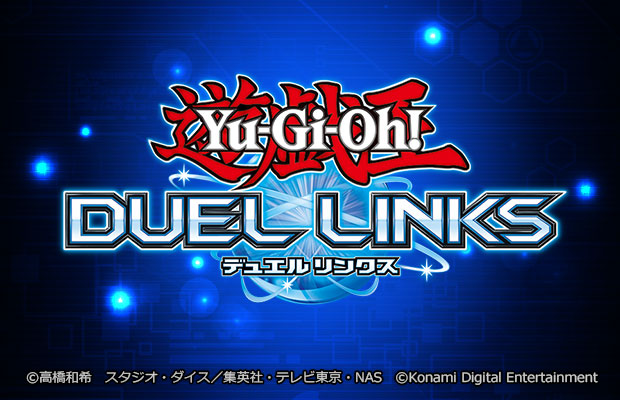 遊戯王
Yu-Gi-Oh!
DUEL LINKS
デュエル リンクス
©高橋和希　スタジオ・ダイス／集英社・テレビ東京・NAS　©Konami Digital Entertainment